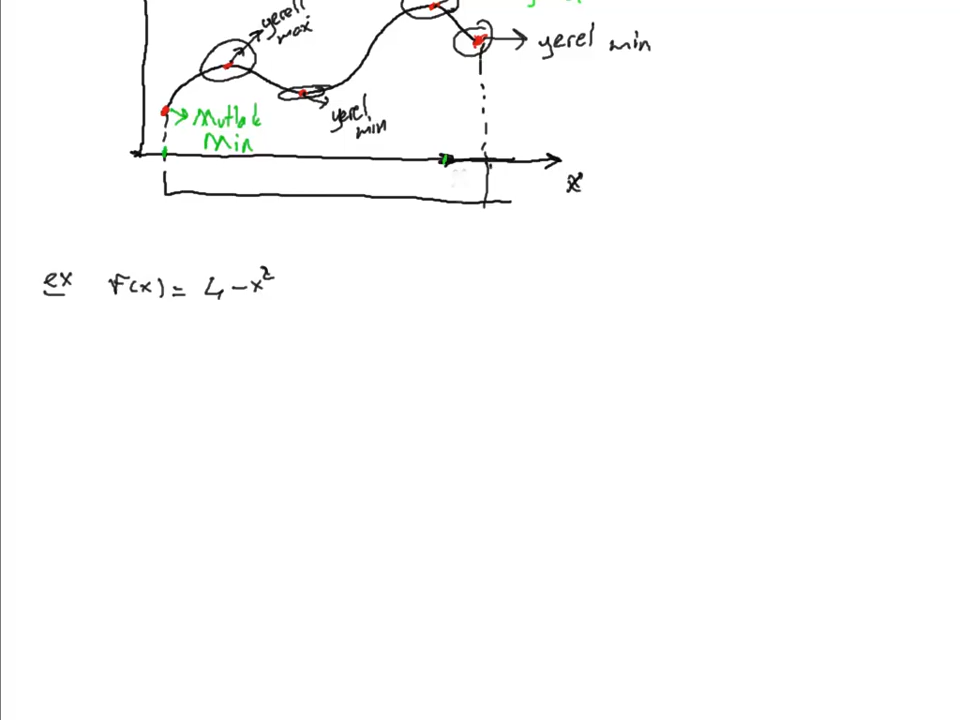 yerel
max
yerel min
Mutlak
Min
yerel
min
x
ex F(x) = 4 - x²